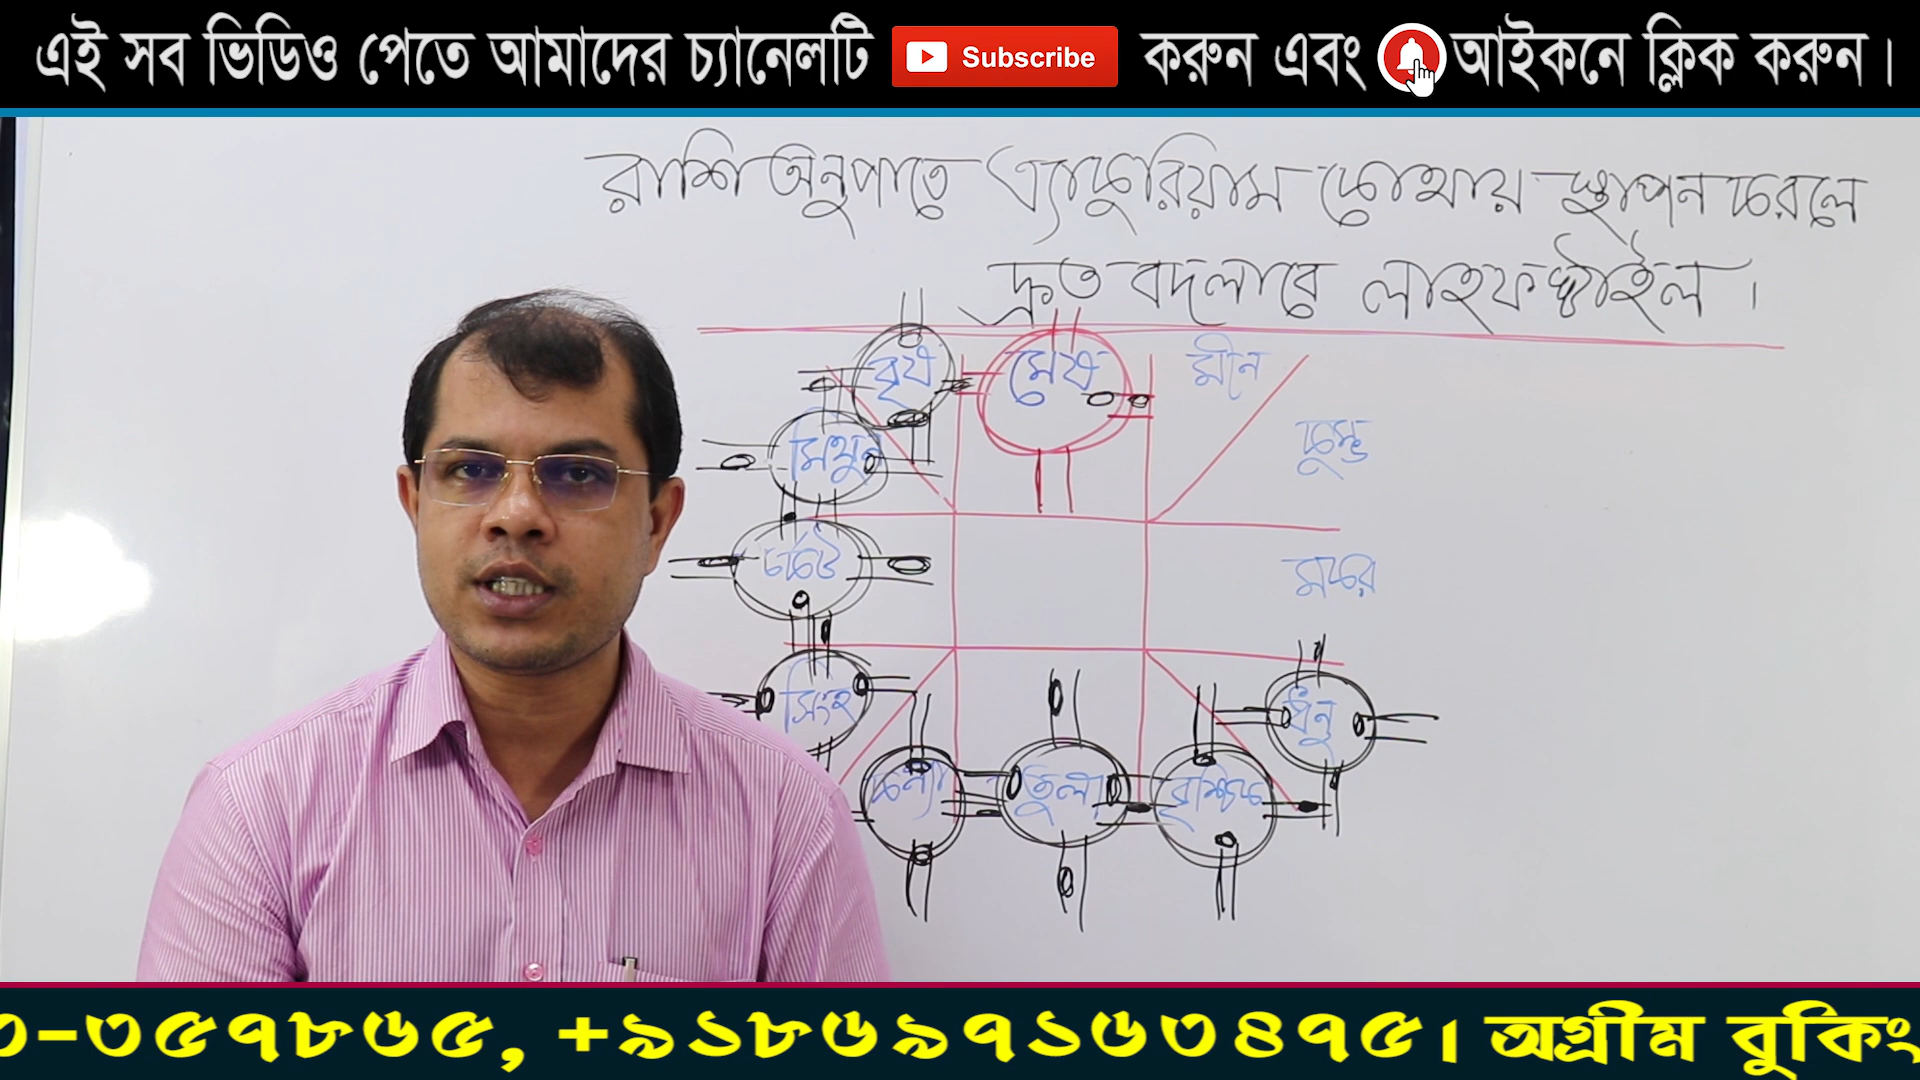 এই সব ভিডিও পেতে আমাদের চ্যানেলটি Subscribe করুন এবং আইকনে ক্লিক করুন।
রাশি অনুপাতে এ্যাকুরিয়াম কোথায় স্থাপন করলে
দ্রুত বদলাবে লাইফস্টাইল।
বৃষ মেষ মীন
মিথুন কুম্ভ
কর্কট মকর
সিংহ ধনু
কন্যা তুলা বৃশ্চিক
০-৩৫৭৮৬৫, +৯১৮৬৯৭১৬৩৪৭৫। অগ্রীম বুকিং